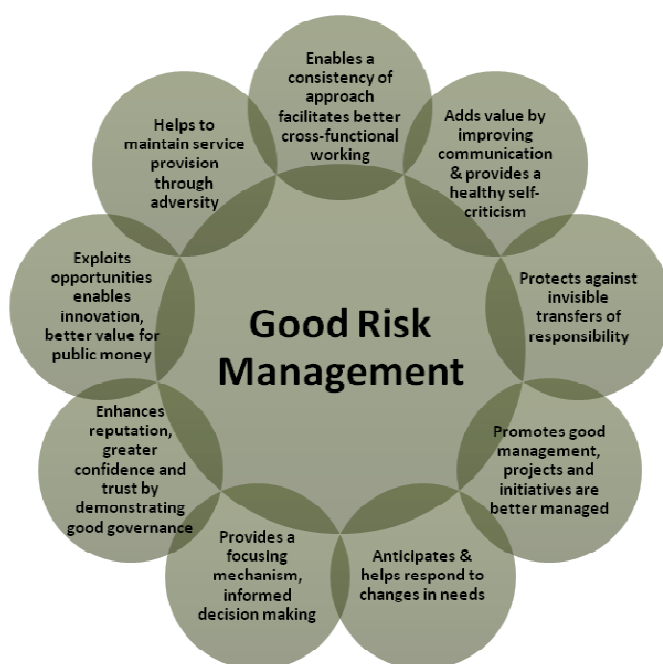 Enables a
consistency of
approach
facilitates better
cross-functional
working
Adds value by
improving
communication
& provides a
healthy self-
criticism
Protects against
invisible
transfers of
responsibility
Promotes good
management,
projects and
initiatives are
better managed
Anticipates &
helps respond to
changes in needs
Provides a
focusing
mechanism,
informed
decision making
Enhances
reputation,
greater
confidence and
trust by
demonstrating
good governance
Exploits
opportunities
enables
innovation,
better value for
public money
Helps to
maintain service
provision
through
adversity
Good Risk
Management